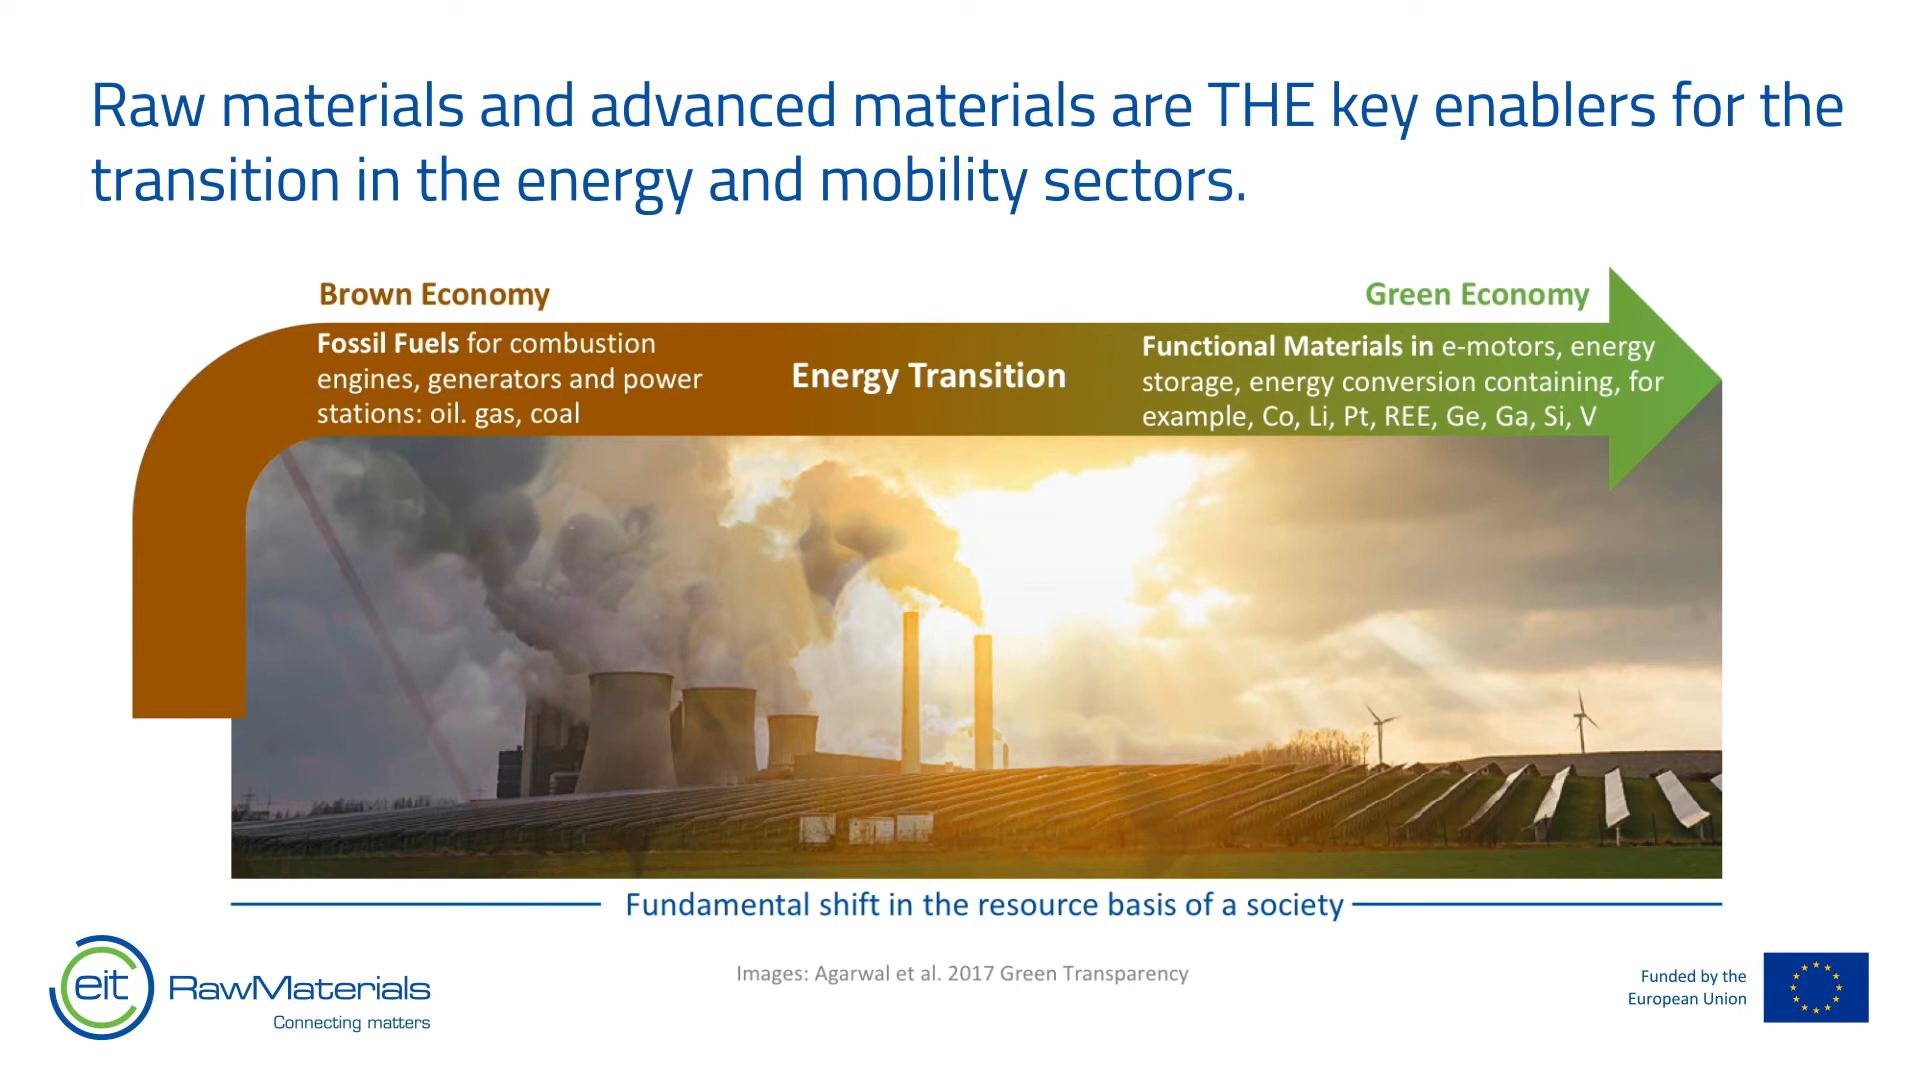 Raw materials and advanced materials are THE key enablers for the
transition in the energy and mobility sectors.
Brown Economy
Green Economy
Fossil Fuels for combustion
engines, generators and power
stations: oil. gas, coal
Energy Transition
Functional Materials in e-motors, energy
storage, energy conversion containing, for
example, Co, Li, Pt, REE, Ge, Ga, Si, V
Fundamental shift in the resource basis of a society
Images: Agarwal et al. 2017 Green Transparency
eit RawMaterials
Connecting matters
Funded by the
European Union